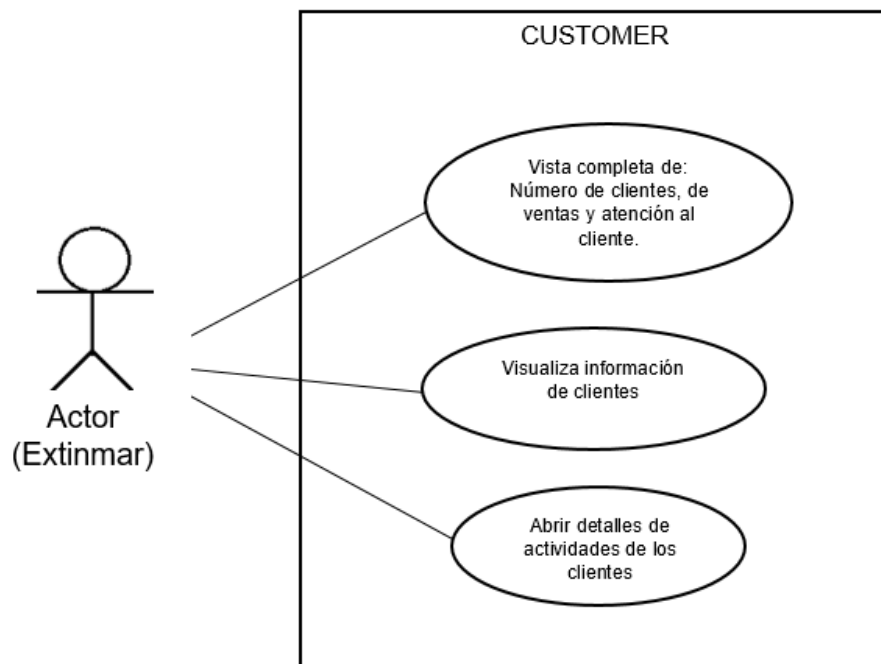 CUSTOMER
Vista completa de:
Número de clientes, de
ventas y atención al
cliente.
Visualiza información
de clientes
Actor
(Extinmar)
Abrir detalles de
actividades de los
clientes